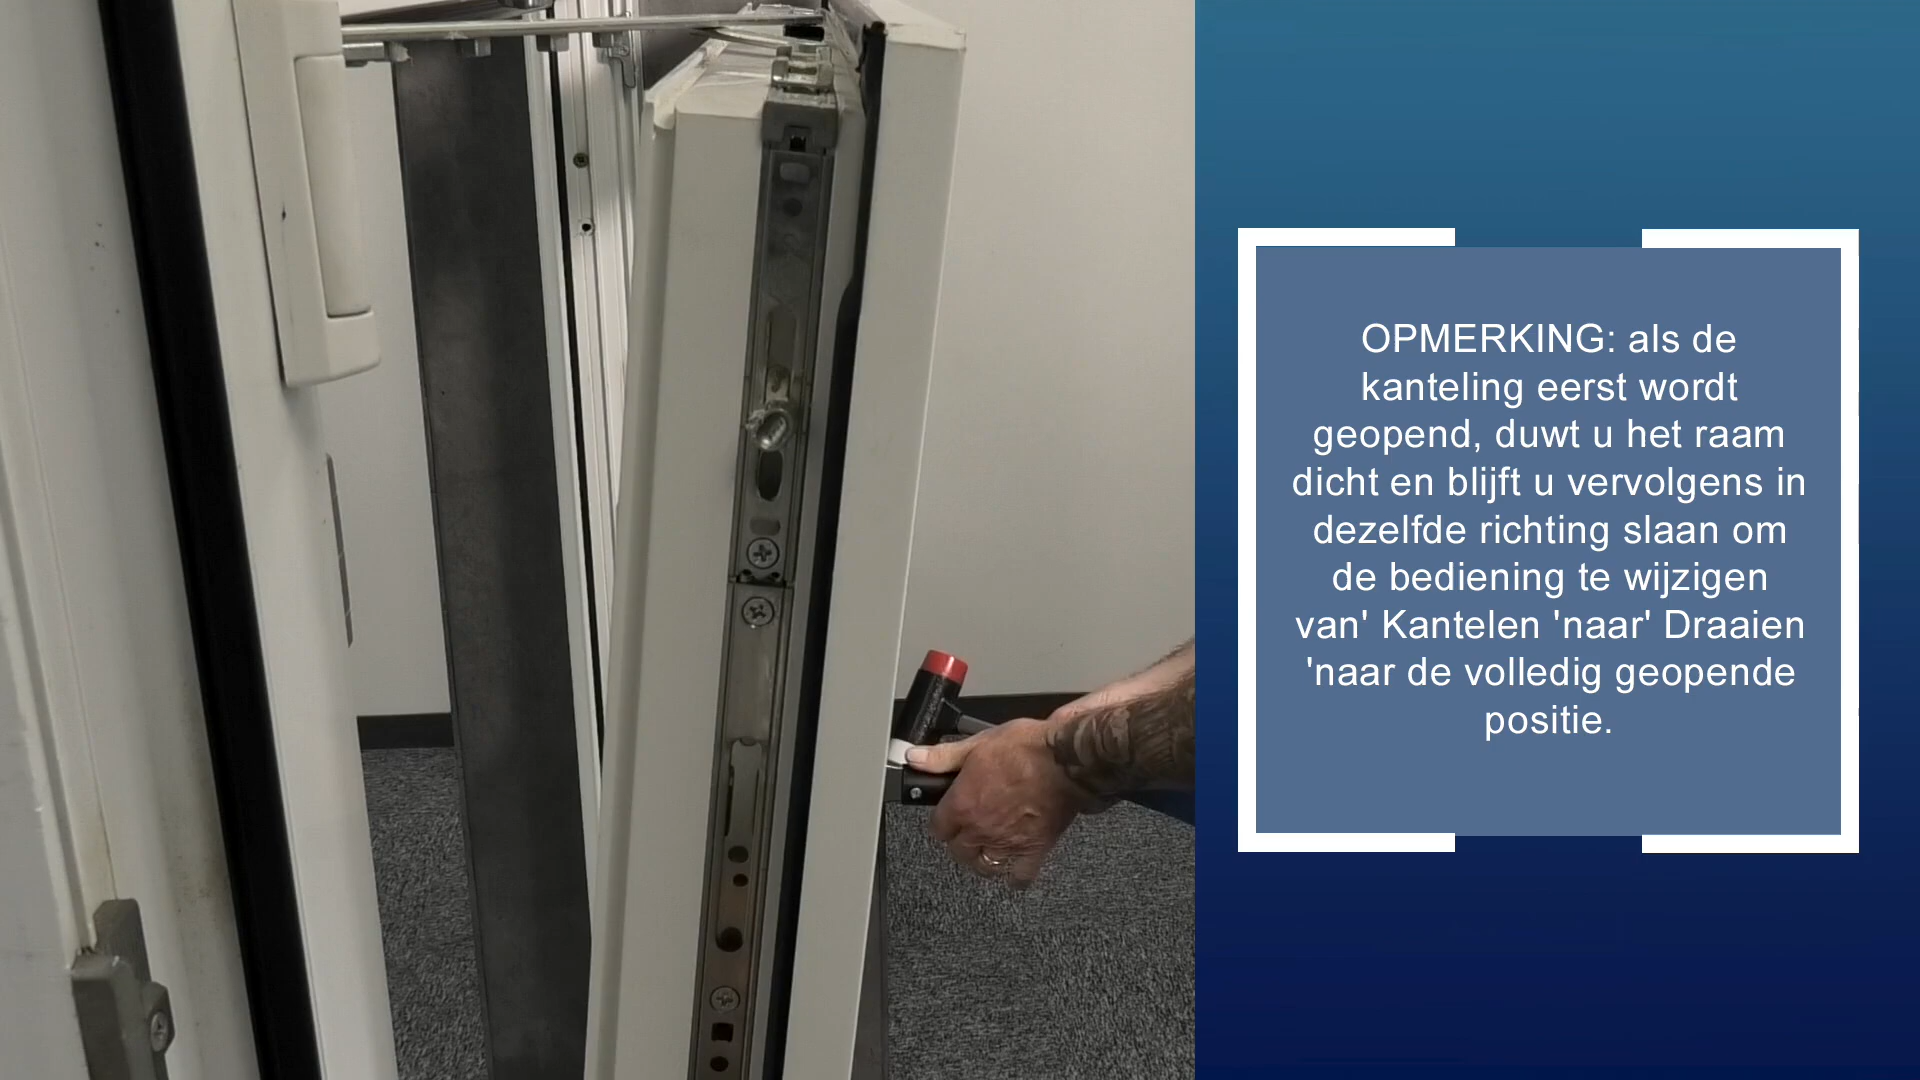 OPMERKING: als de
kanteling eerst wordt
geopend, duwt u het raam
dicht en blijft u vervolgens in
dezelfde richting slaan om
de bediening te wijzigen
van' Kantelen 'naar' Draaien
'naar de volledig geopende
positie.